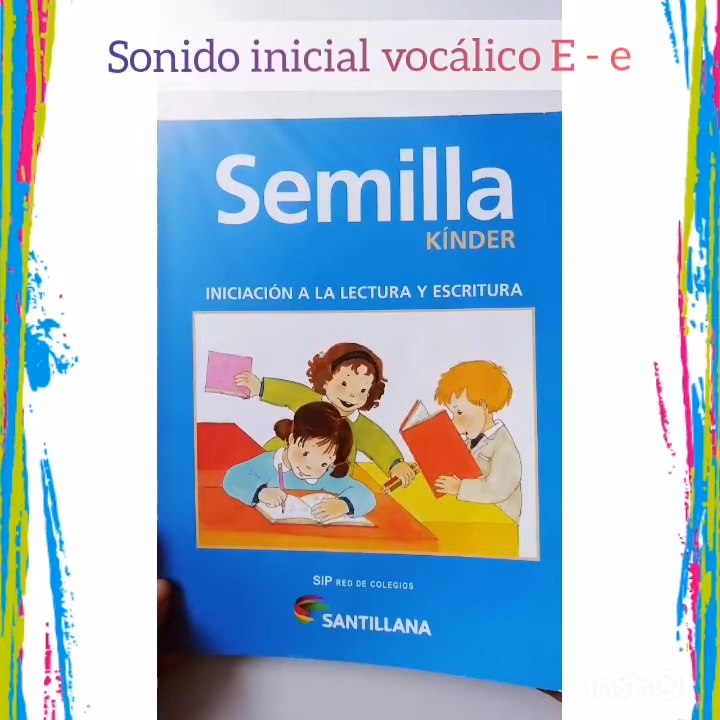 Sonido inicial vocálico E - e
Semilla
KÍNDER
INICIACIÓN A LA LECTURA Y ESCRITURA
SIP RED DE COLEGIOS
SANTILLANA